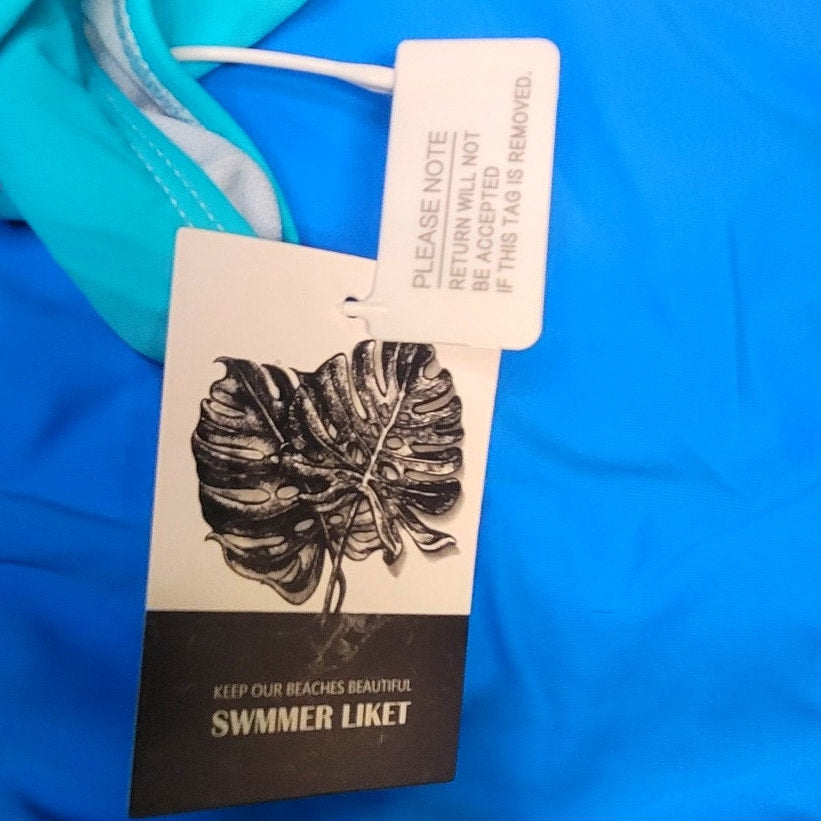 PLEASE NOTE
RETURN WILL NOT
BE ACCEPTED
IF THIS TAG IS REMOVED.
KEEP OUR BEACHES BEAUTIFUL
SWMMER LIKET